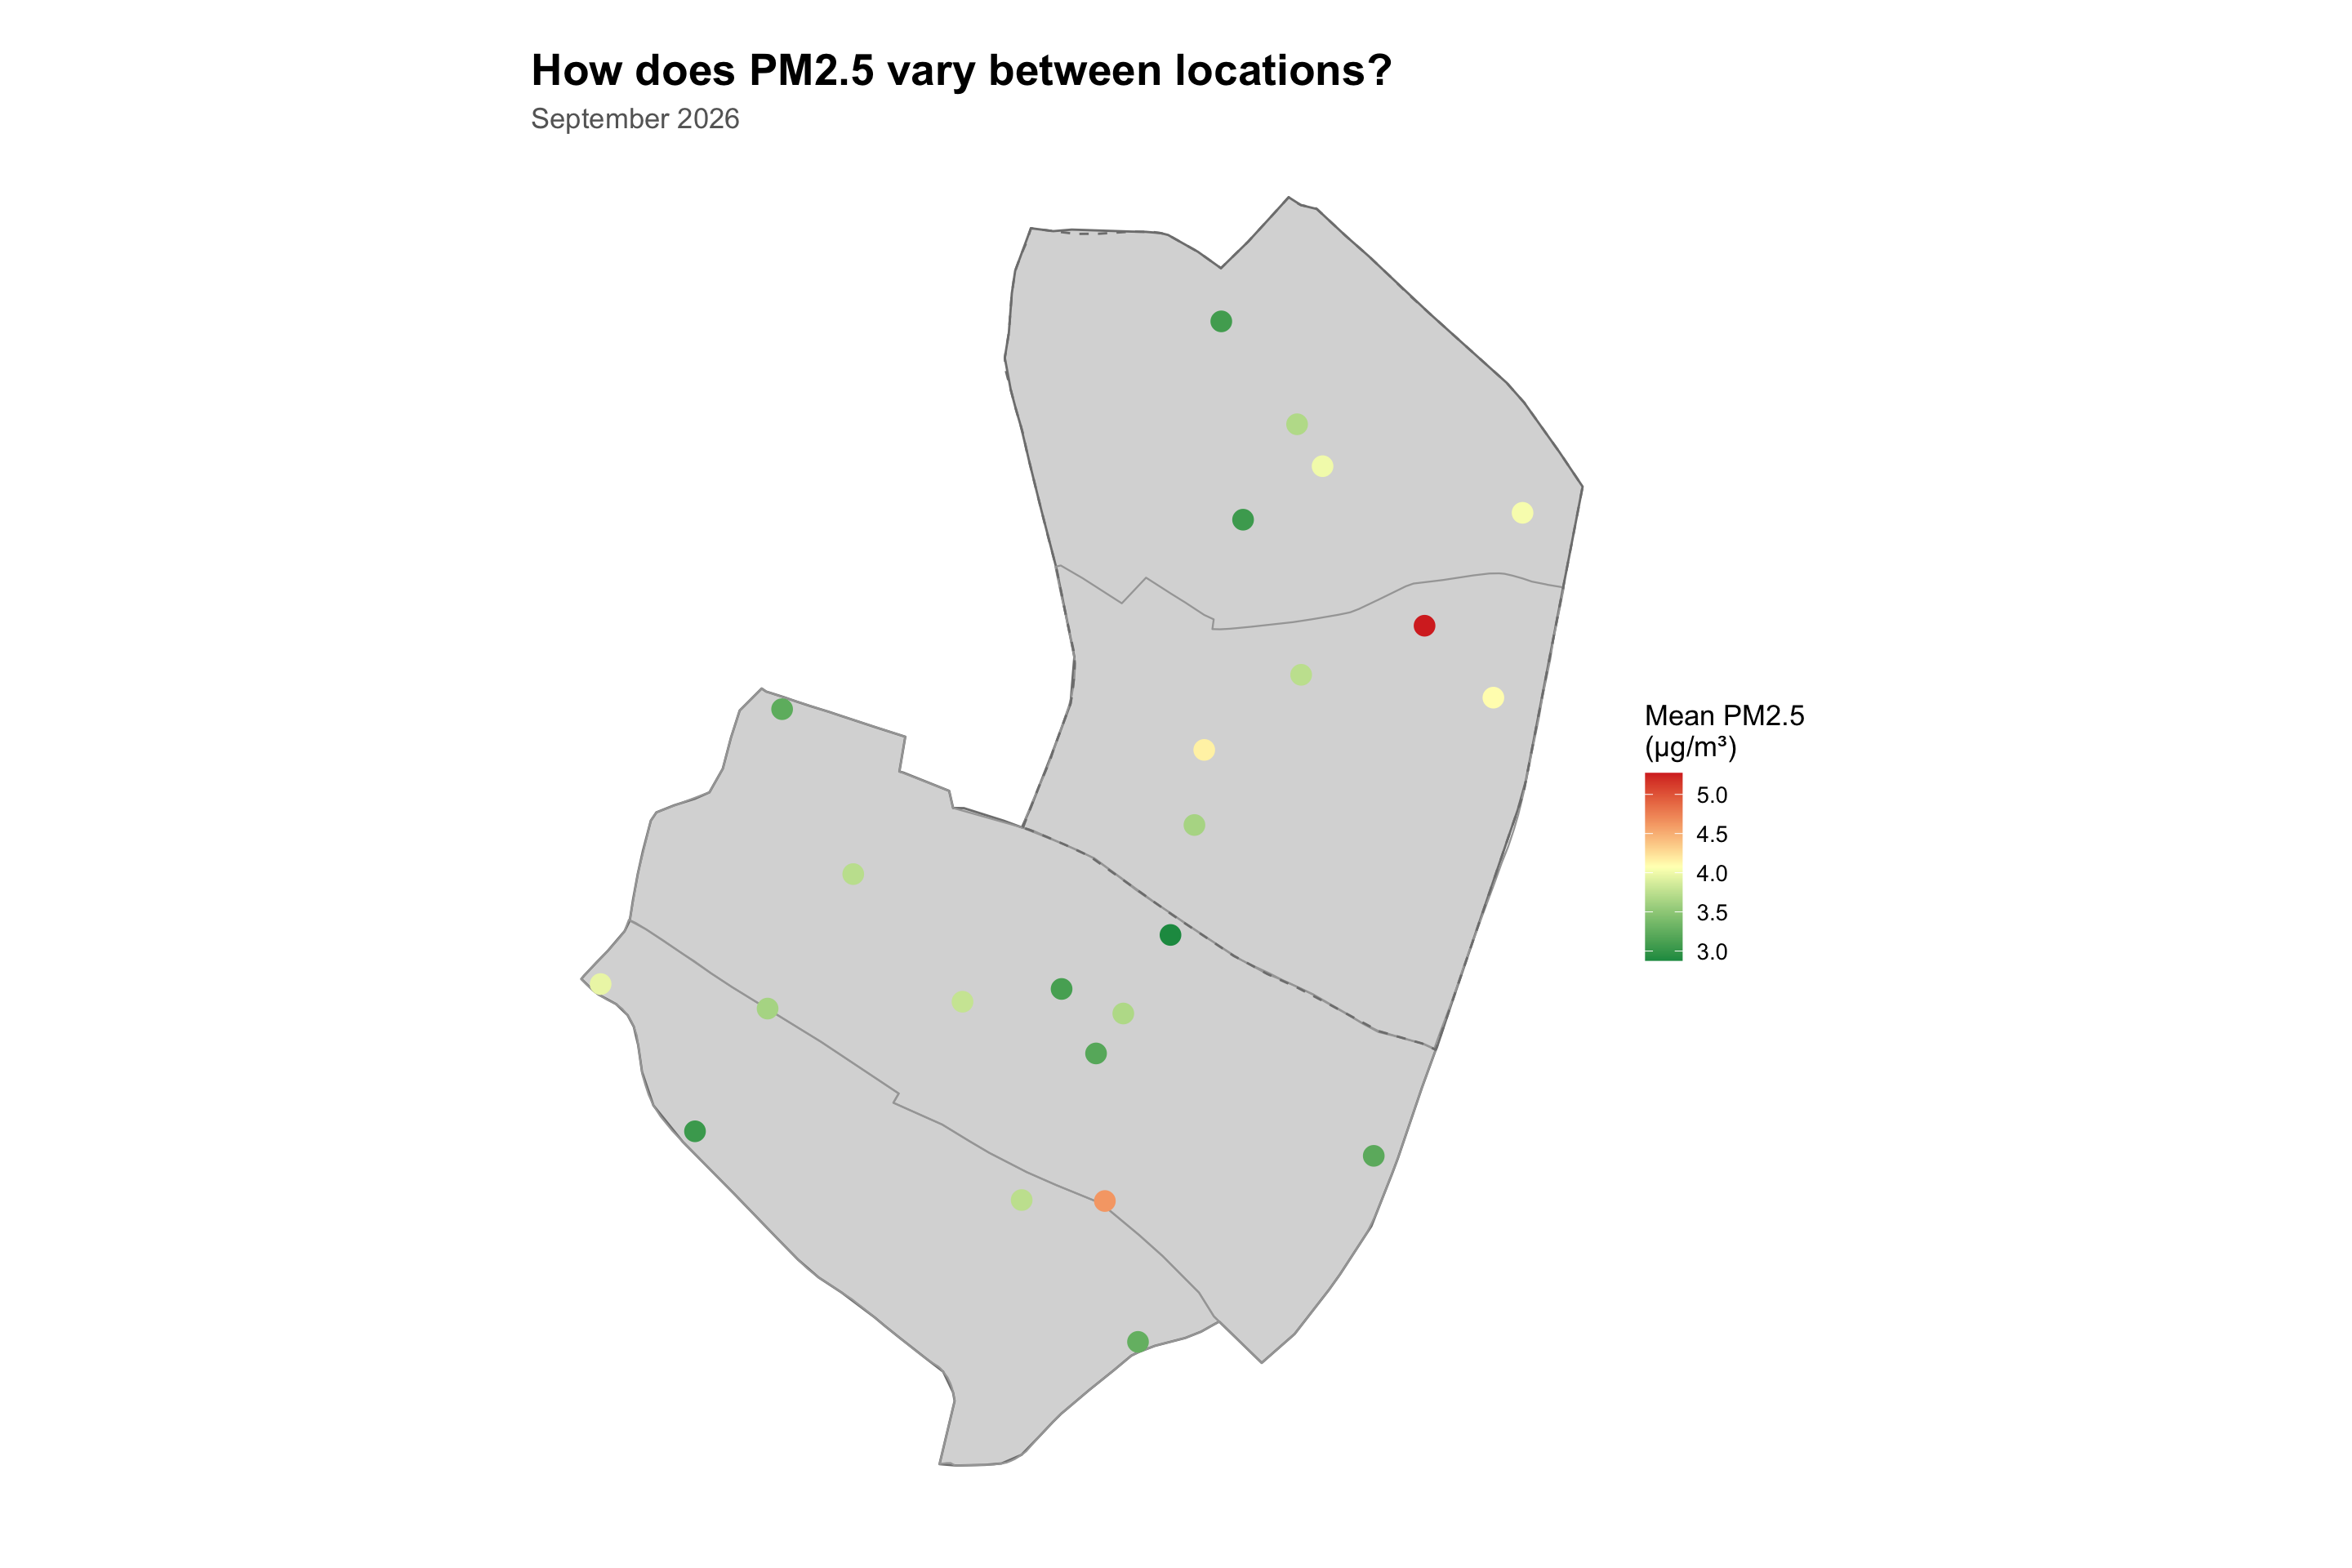 How does PM2.5 vary between locations?
September 2026
Mean PM2.5
(µg/m³)
5.0
4.5
4.0
3.5
3.0